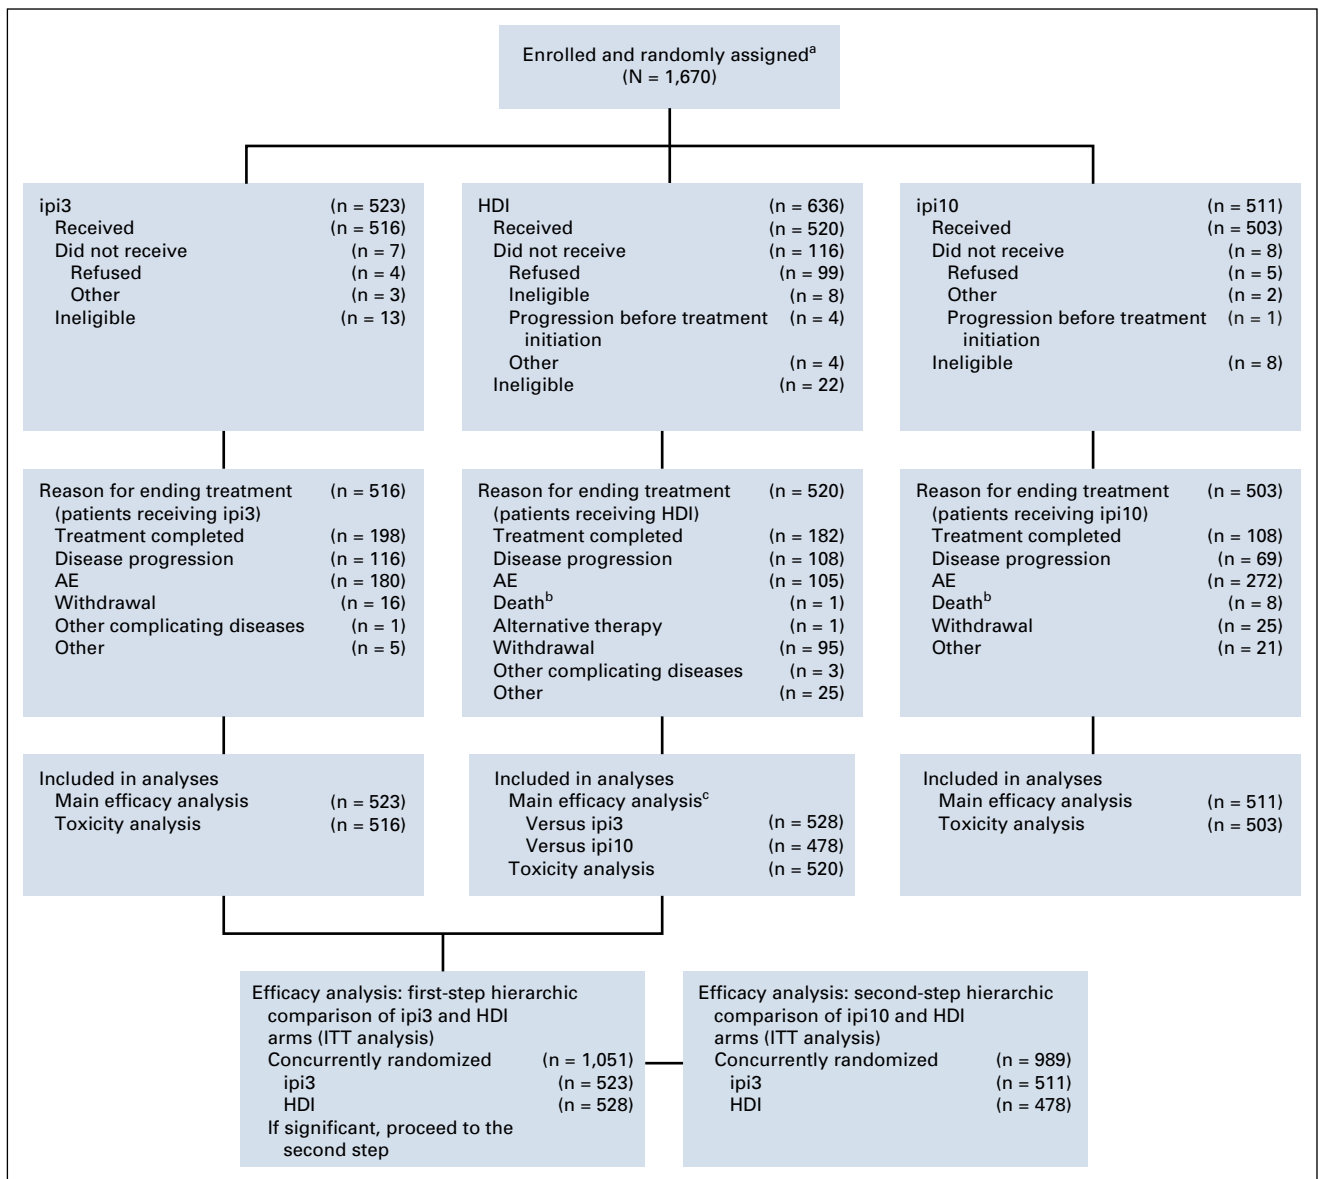 Enrolled and randomly assignedᵃ
(N = 1,670)
ipi3 (n = 523)
Received (n = 516)
Did not receive (n = 7)
Refused (n = 4)
Other (n = 3)
Ineligible (n = 13)
HDI (n = 636)
Received (n = 520)
Did not receive (n = 116)
Refused (n = 99)
Ineligible (n = 8)
Progression before treatment (n = 4)
initiation
Other (n = 4)
Ineligible (n = 22)
ipi10 (n = 511)
Received (n = 503)
Did not receive (n = 8)
Refused (n = 5)
Other (n = 2)
Progression before treatment (n = 1)
initiation
Ineligible (n = 8)
Reason for ending treatment (n = 516)
(patients receiving ipi3)
Treatment completed (n = 198)
Disease progression (n = 116)
AE (n = 180)
Withdrawal (n = 16)
Other complicating diseases (n = 1)
Other (n = 5)
Reason for ending treatment (n = 520)
(patients receiving HDI)
Treatment completed (n = 182)
Disease progression (n = 108)
AE (n = 105)
Deathᵇ (n = 1)
Alternative therapy (n = 1)
Withdrawal (n = 95)
Other complicating diseases (n = 3)
Other (n = 25)
Reason for ending treatment (n = 503)
(patients receiving ipi10)
Treatment completed (n = 108)
Disease progression (n = 69)
AE (n = 272)
Deathᵇ (n = 8)
Withdrawal (n = 25)
Other (n = 21)
Included in analyses
Main efficacy analysis (n = 523)
Toxicity analysis (n = 516)
Included in analyses
Main efficacy analysisᶜ
Versus ipi3 (n = 528)
Versus ipi10 (n = 478)
Toxicity analysis (n = 520)
Included in analyses
Main efficacy analysis (n = 511)
Toxicity analysis (n = 503)
Efficacy analysis: first-step hierarchic
comparison of ipi3 and HDI
arms (ITT analysis)
Concurrently randomized (n = 1,051)
ipi3 (n = 523)
HDI (n = 528)
If significant, proceed to the
second step
Efficacy analysis: second-step hierarchic
comparison of ipi10 and HDI
arms (ITT analysis)
Concurrently randomized (n = 989)
ipi3 (n = 511)
HDI (n = 478)